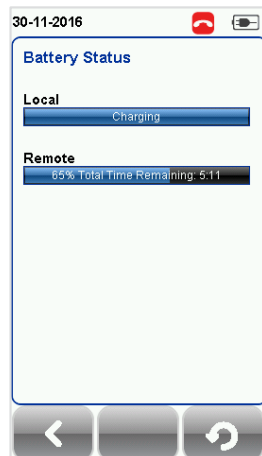 30-11-2016
Battery Status
Local
Charging
Remote
65% Total Time Remaining: 5:11